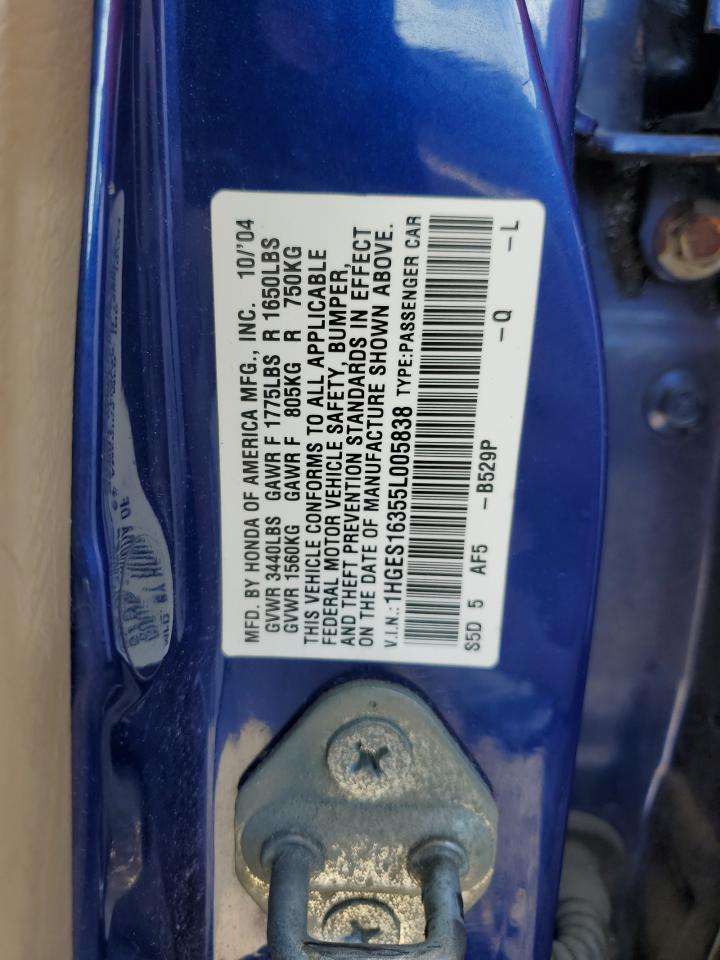 MFD. BY HONDA OF AMERICA MFG., INC. 10/'04
GVWR 3440LBS GAWR F 1775LBS R 1650LBS
GVWR 1560KG GAWR F 805KG R 750KG
THIS VEHICLE CONFORMS TO ALL APPLICABLE
FEDERAL MOTOR VEHICLE SAFETY, BUMPER,
AND THEFT PREVENTION STANDARDS IN EFFECT
ON THE DATE OF MANUFACTURE SHOWN ABOVE.
V.I.N.: 1HGES16355L005838 TYPE:PASSENGER CAR
S5D 5 AF5 -B529P -Q -L